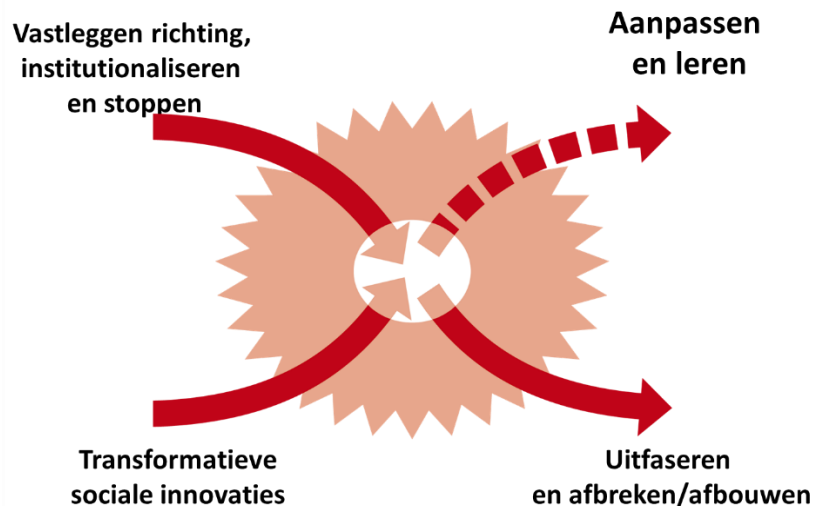 Vastleggen richting,
institutionaliseren
en stoppen
Aanpassen
en leren
Transformatieve
sociale innovaties
Uitfaseren
en afbreken/afbouwen